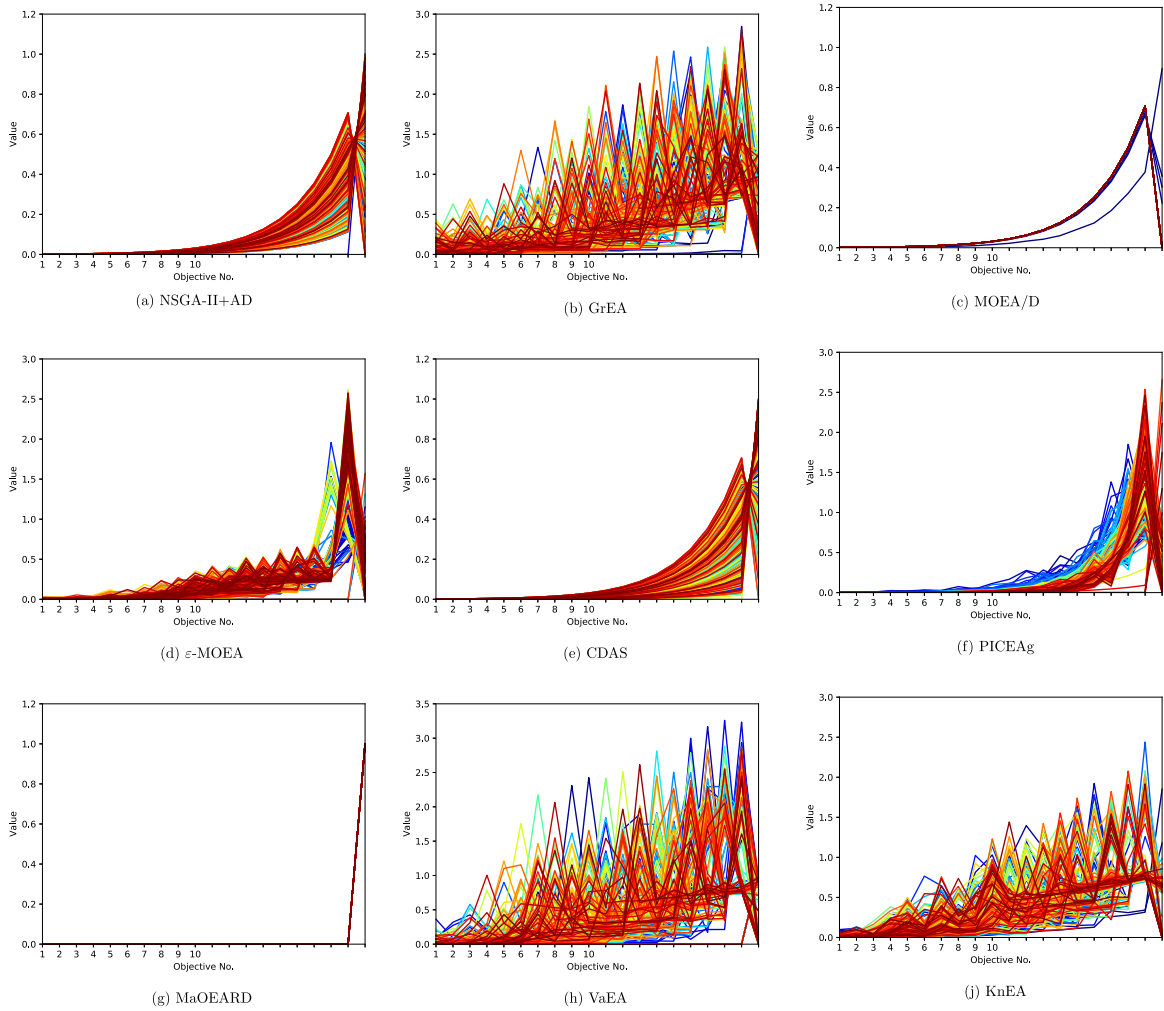 1.2
1.0
0.8
0.6
0.4
0.2
0.0
Value
1 2 3 4 5 6 7 8 9 10
Objective No.
(a) NSGA-II+AD
3.0
2.5
2.0
1.5
1.0
0.5
0.0
Value
1 2 3 4 5 6 7 8 9 10
Objective No.
(b) GrEA
1.2
1.0
0.8
0.6
0.4
0.2
0.0
Value
1 2 3 4 5 6 7 8 9 10
Objective No.
(c) MOEA/D
3.0
2.5
2.0
1.5
1.0
0.5
0.0
Value
1 2 3 4 5 6 7 8 9 10
Objective No.
(d) ε-MOEA
1.2
1.0
0.8
0.6
0.4
0.2
0.0
Value
1 2 3 4 5 6 7 8 9 10
Objective No.
(e) CDAS
3.0
2.5
2.0
1.5
1.0
0.5
0.0
Value
1 2 3 4 5 6 7 8 9 10
Objective No.
(f) PICEAg
1.2
1.0
0.8
0.6
0.4
0.2
0.0
Value
1 2 3 4 5 6 7 8 9 10
Objective No.
(g) MaOEARD
3.5
3.0
2.5
2.0
1.5
1.0
0.5
0.0
Value
1 2 3 4 5 6 7 8 9 10
Objective No.
(h) VaEA
3.0
2.5
2.0
1.5
1.0
0.5
0.0
Value
1 2 3 4 5 6 7 8 9 10
Objective No.
(j) KnEA